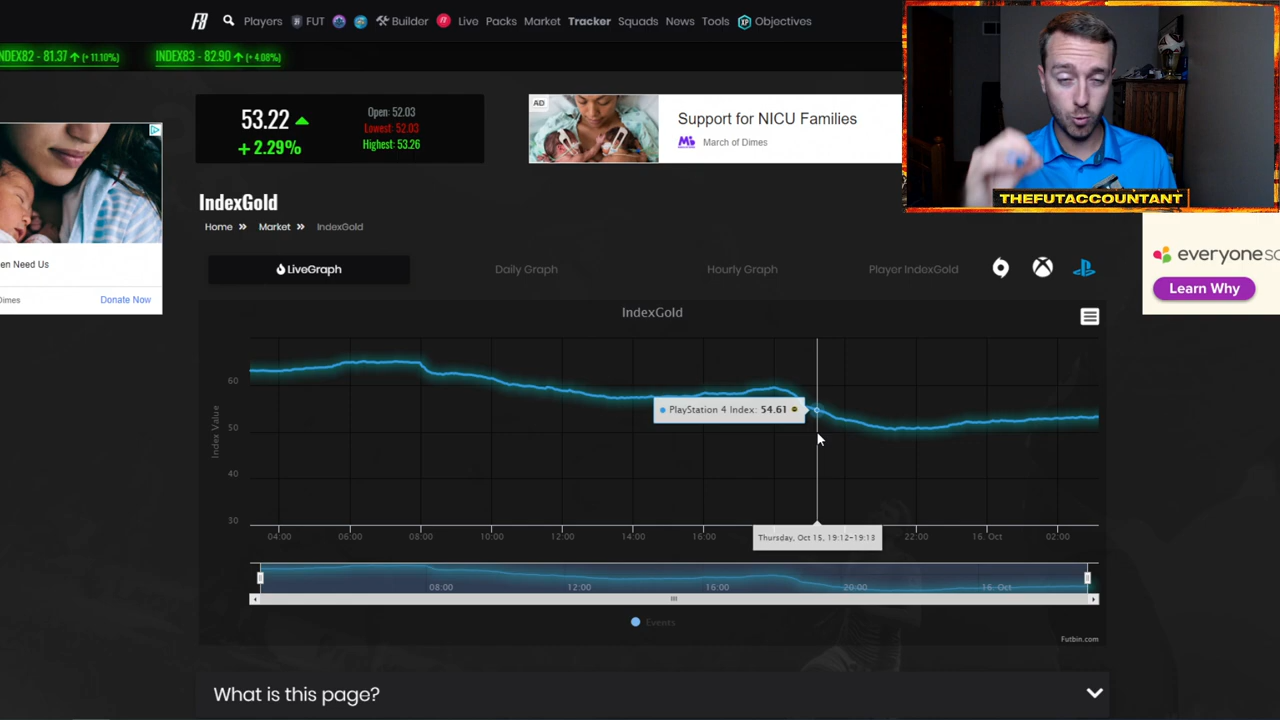 F8 Players FUT Builder Live Packs Market Tracker Squads News Tools XP Objectives
NDEX82 - 81.37 (+ 11.10%) INDEX83 - 82.90 (+ 4.08%)
53.22
+ 2.29%
Open: 52.03
Lowest: 52.03
Highest: 53.26
AD
Support for NICU Families
March of Dimes
THEFUTACCOUNTANT
IndexGold
Home » Market » IndexGold
en Need Us
Dimes Donate Now
everyone
Learn Why
LiveGraph Daily Graph Hourly Graph Player IndexGold
IndexGold
Index Value
60
50
40
30
PlayStation 4 Index: 54.61
04:00 06:00 08:00 10:00 12:00 14:00 16:00 22:00 16. Oct 02:00
Thursday, Oct 15, 19:12-19:13
08:00 12:00 16:00 20:00 16. Oct
Events
Futbin.com
What is this page?